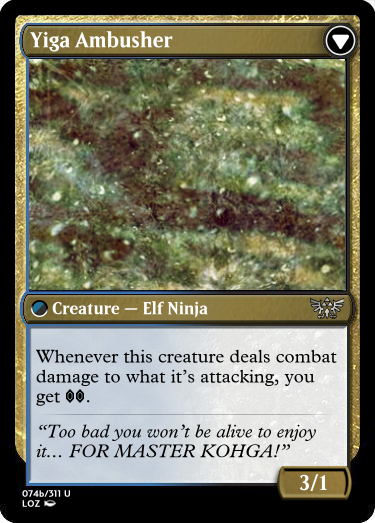 Yiga Ambusher
Creature — Elf Ninja
Whenever this creature deals combat
damage to what it's attacking, you
get
“Too bad you won't be alive to enjoy
it… FOR MASTER KOHGA!”
3/1
074b/311 U
LOZ